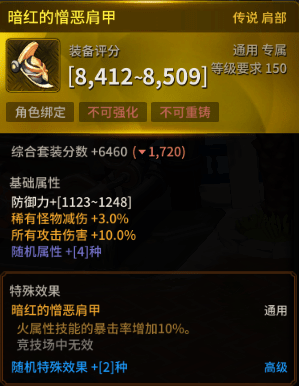 暗红的憎恶肩甲 传说 肩部
装备评分 通用 专属
[8,412~8,509] 等级要求 150
角色绑定 不可强化 不可重铸
综合套装分数 +6460 (▼1,720)
基础属性
防御力+[1123~1248]
稀有怪物减伤 +3.0%
所有攻击伤害 +10.0%
随机属性 +[4]种
特殊效果
暗红的憎恶肩甲 通用
火属性技能的暴击率增加10%。
竞技场中无效
随机特殊效果 +[2]种 高级